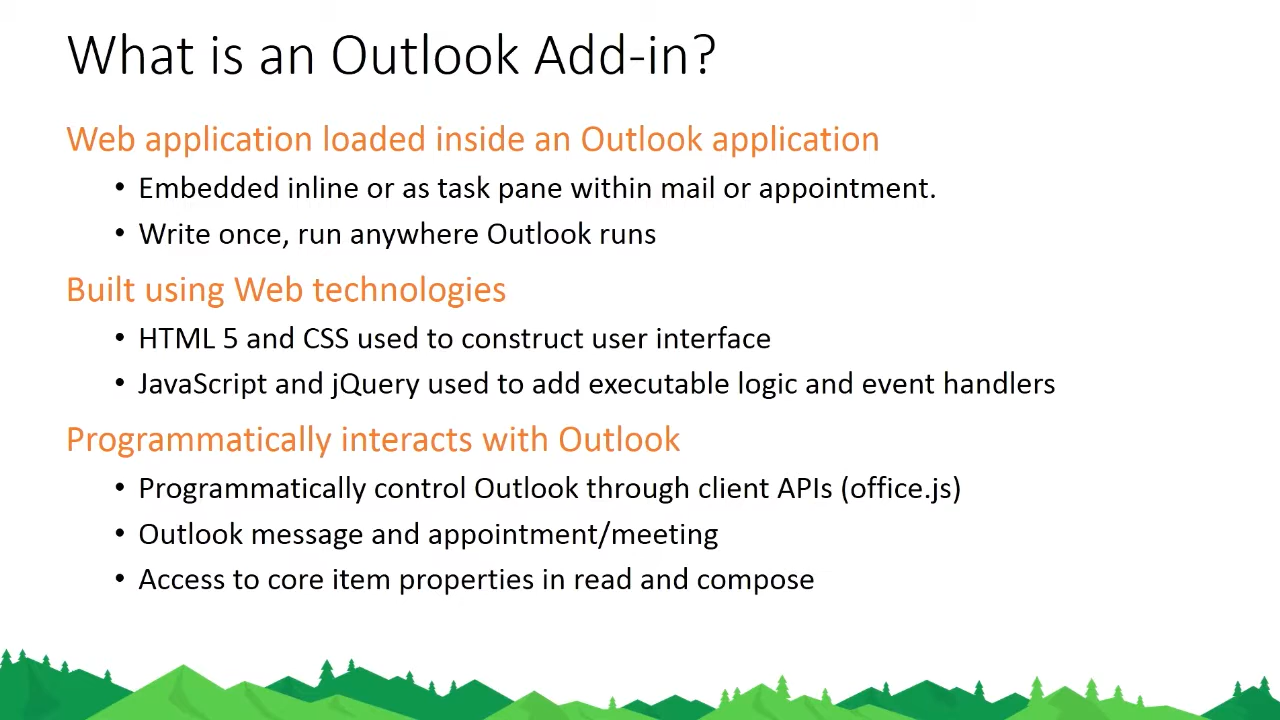 What is an Outlook Add-in?
Web application loaded inside an Outlook application
• Embedded inline or as task pane within mail or appointment.
• Write once, run anywhere Outlook runs
Built using Web technologies
• HTML 5 and CSS used to construct user interface
• JavaScript and jQuery used to add executable logic and event handlers
Programmatically interacts with Outlook
• Programmatically control Outlook through client APIs (office.js)
• Outlook message and appointment/meeting
• Access to core item properties in read and compose